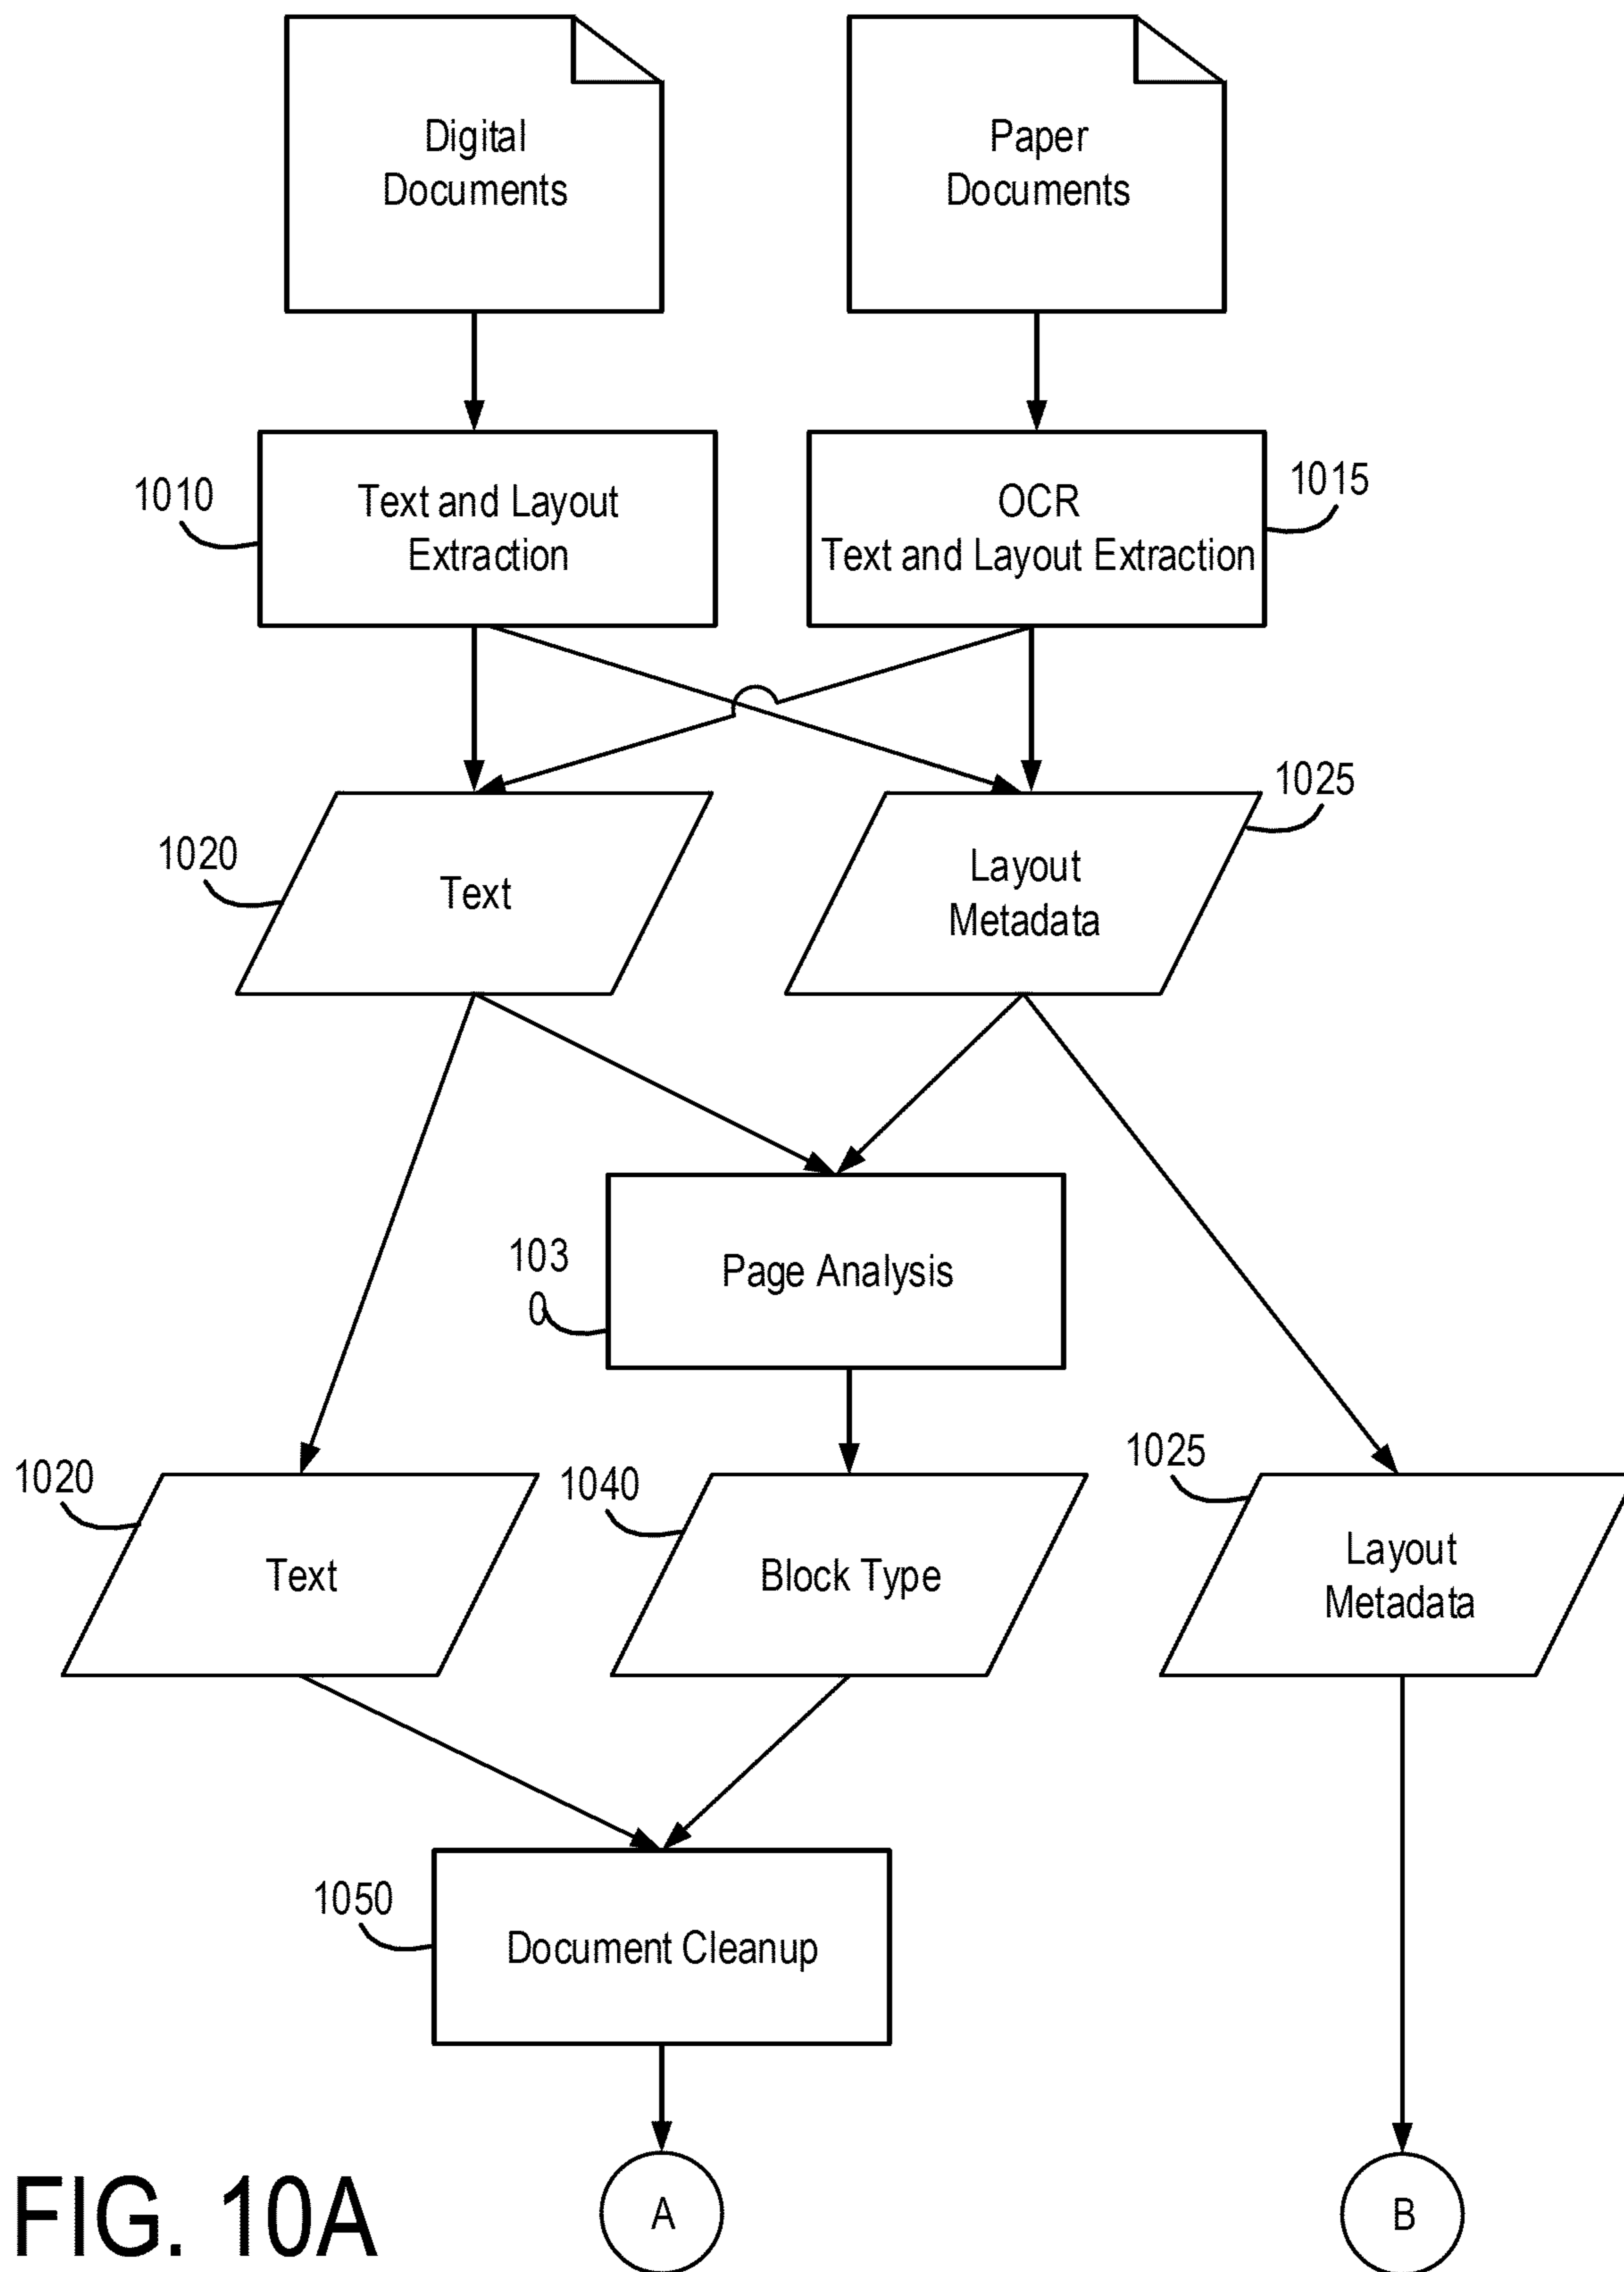 Digital
Documents
Paper
Documents
1010
Text and Layout
Extraction
OCR
Text and Layout Extraction
1015
1020
Text
Layout
Metadata
1025
103
0
Page Analysis
1020
Text
1040
Block Type
1025
Layout
Metadata
1050
Document Cleanup
A
B
FIG. 10A